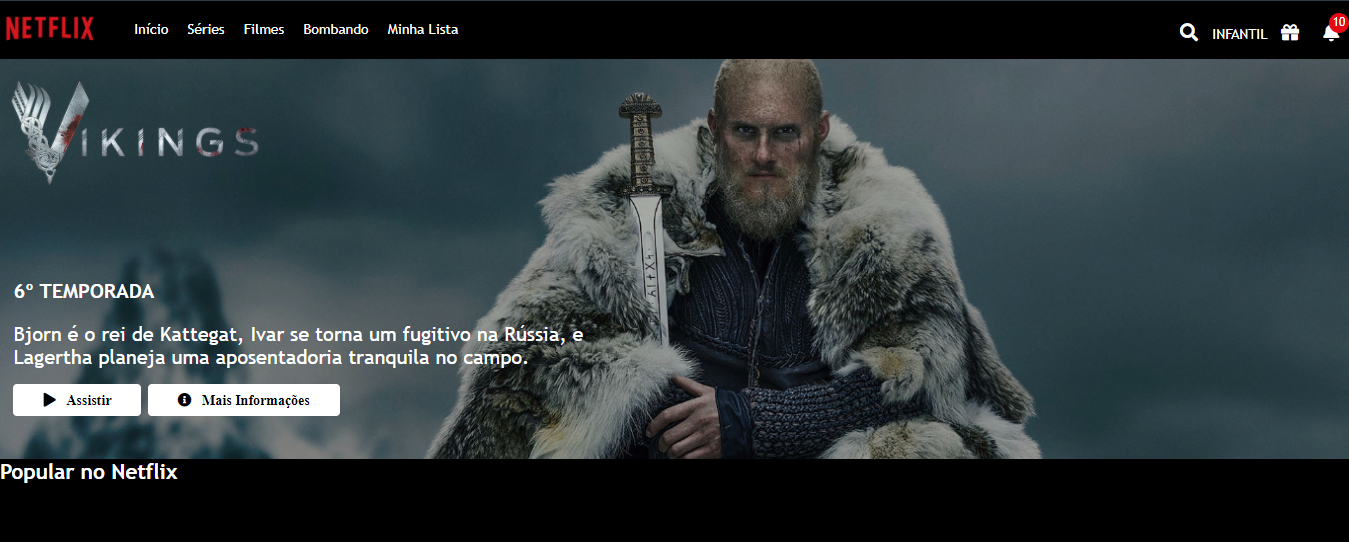 NETFLIX Início Séries Filmes Bombando Minha Lista INFANTIL 10
VIKINGS
6º TEMPORADA
Bjorn é o rei de Kattegat, Ivar se torna um fugitivo na Rússia, e
Lagertha planeja uma aposentadoria tranquila no campo.
Assistir Mais Informações
Popular no Netflix